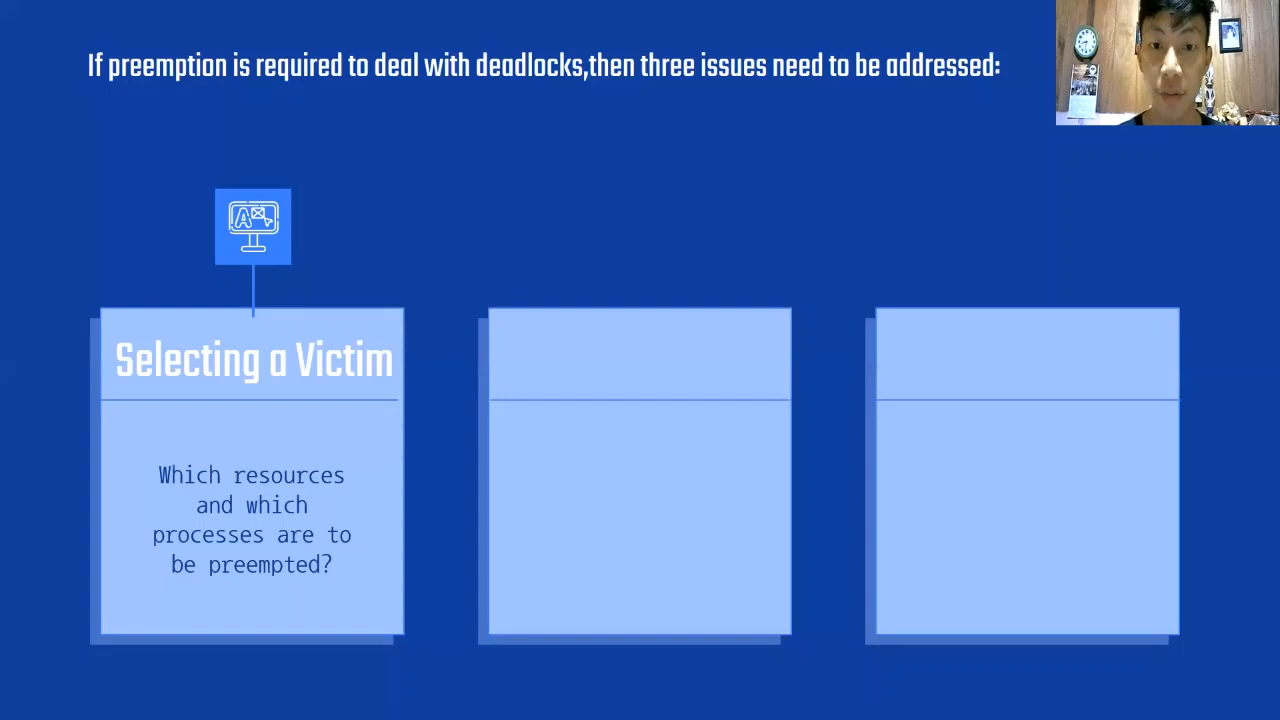 If preemption is required to deal with deadlocks,then three issues need to be addressed:
A
Selecting a Victim
Which resources
and which
processes are to
be preempted?